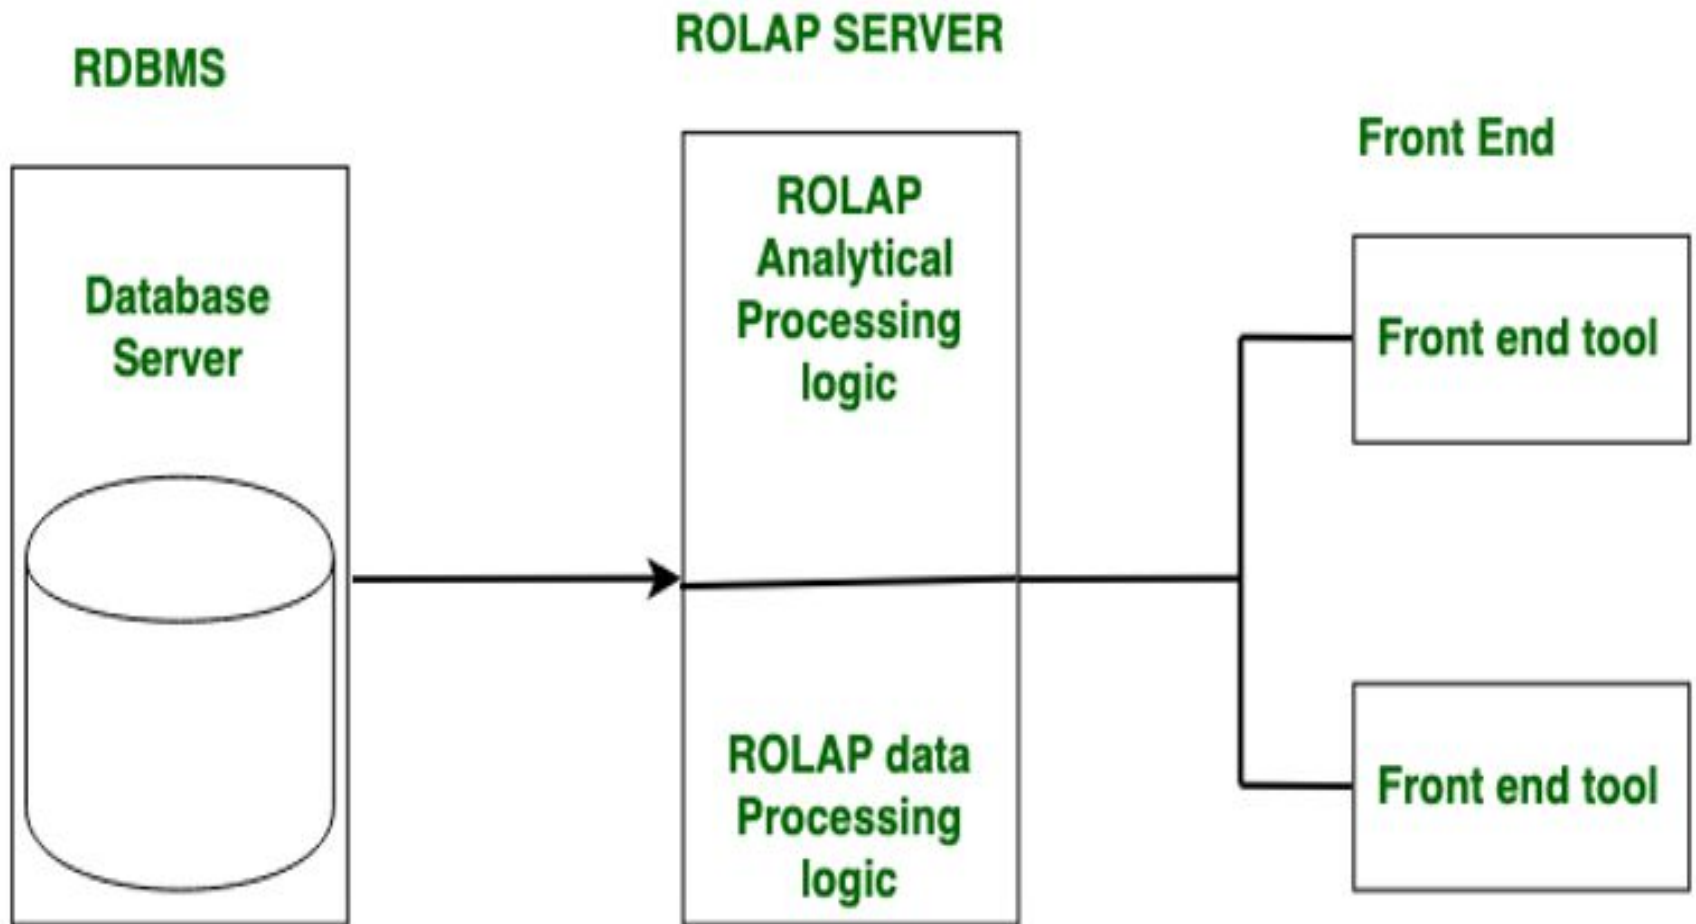 RDBMS
Database
Server
ROLAP SERVER
ROLAP
Analytical
Processing
logic
ROLAP data
Processing
logic
Front End
Front end tool
Front end tool